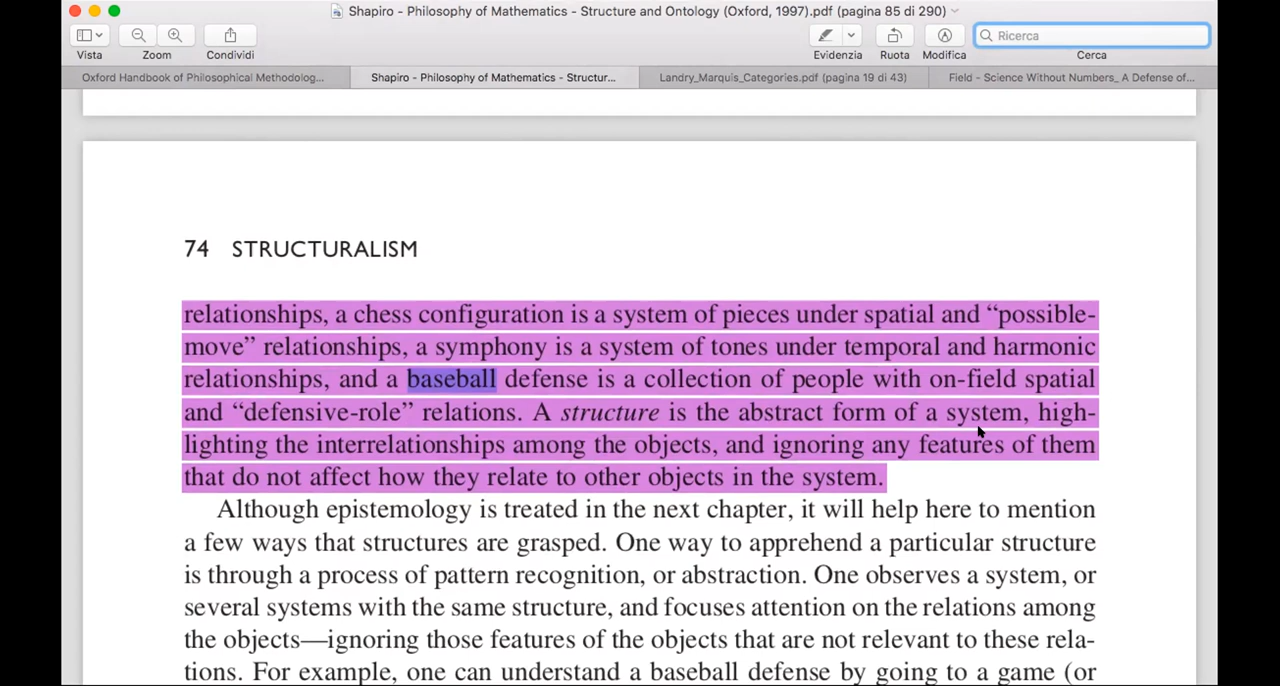 Shapiro - Philosophy of Mathematics - Structure and Ontology (Oxford, 1997).pdf (pagina 85 di 290)
Ricerca
Vista Zoom Condividi Evidenzia Ruota Modifica Cerca
Oxford Handbook of Philosophical Methodolog... Shapiro - Philosophy of Mathematics - Structur... Landry_Marquis_Categories.pdf (pagina 19 di 43) Field - Science Without Numbers_ A Defense of...
74 STRUCTURALISM
relationships, a chess configuration is a system of pieces under spatial and “possible-
move” relationships, a symphony is a system of tones under temporal and harmonic
relationships, and a baseball defense is a collection of people with on-field spatial
and “defensive-role” relations. A structure is the abstract form of a system, high-
lighting the interrelationships among the objects, and ignoring any features of them
that do not affect how they relate to other objects in the system.
Although epistemology is treated in the next chapter, it will help here to mention
a few ways that structures are grasped. One way to apprehend a particular structure
is through a process of pattern recognition, or abstraction. One observes a system, or
several systems with the same structure, and focuses attention on the relations among
the objects—ignoring those features of the objects that are not relevant to these rela-
tions. For example, one can understand a baseball defense by going to a game (or